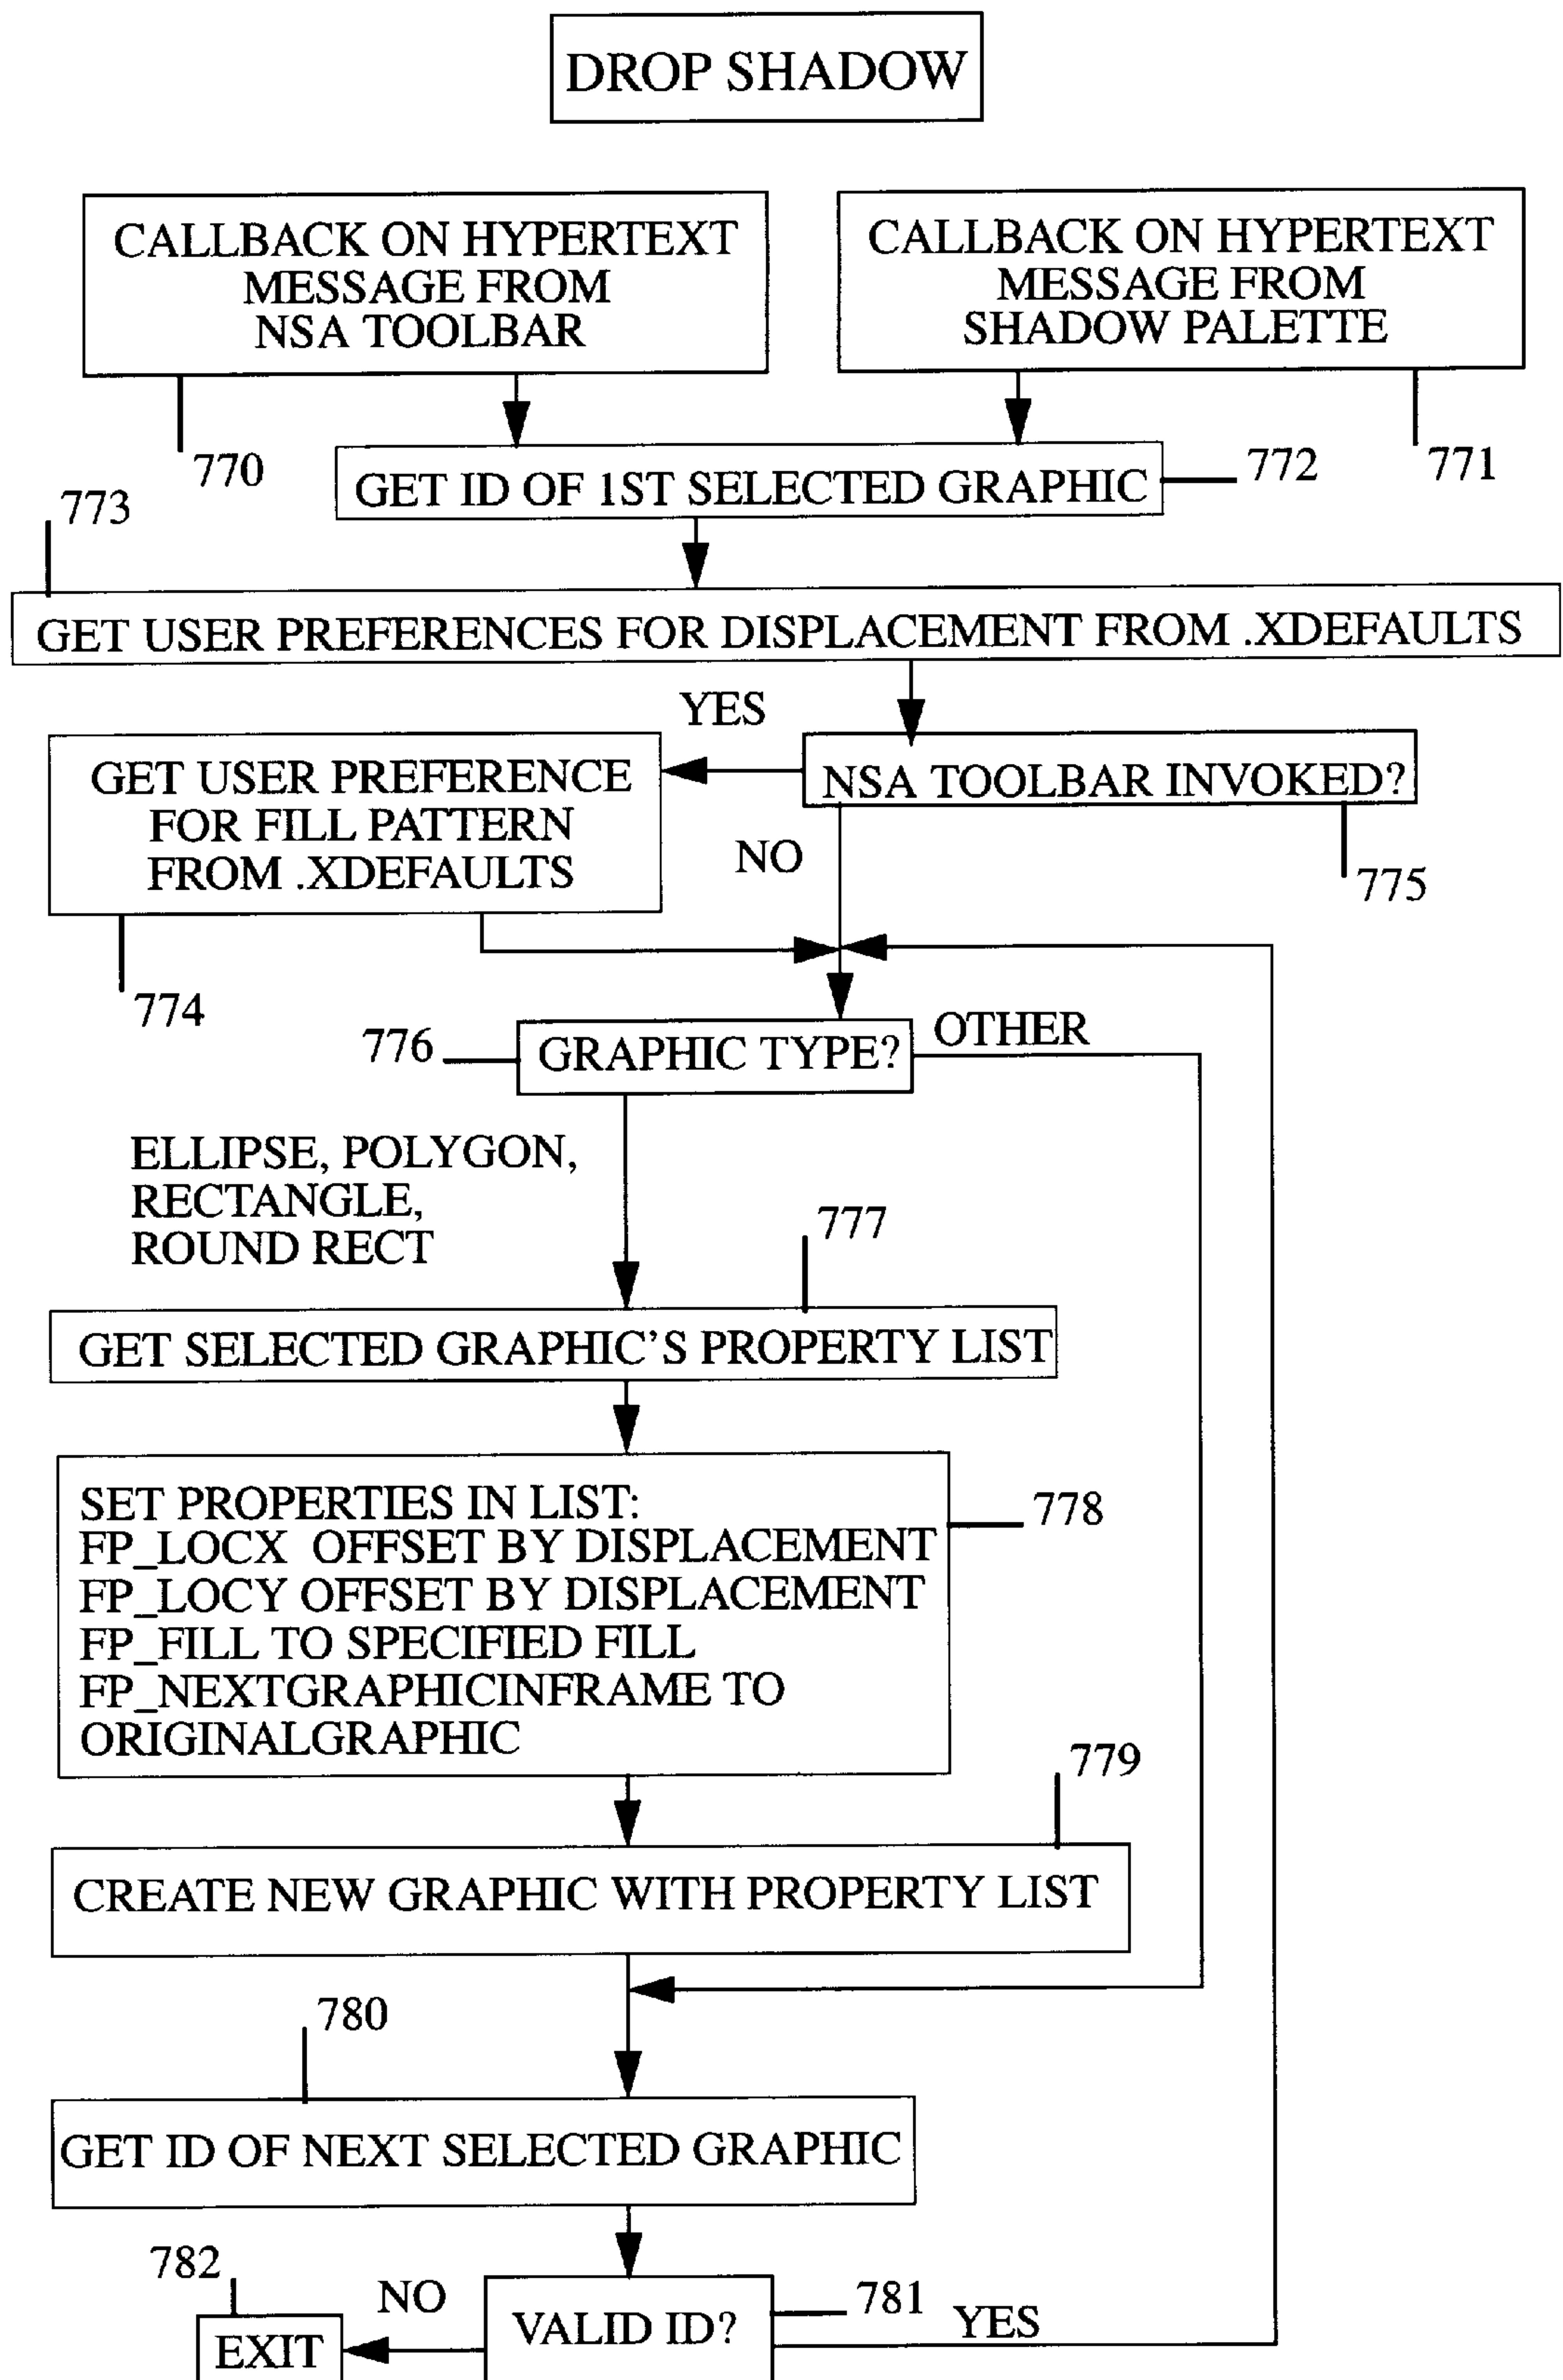 DROP SHADOW
CALLBACK ON HYPERTEXT
MESSAGE FROM
NSA TOOLBAR
CALLBACK ON HYPERTEXT
MESSAGE FROM
SHADOW PALETTE
770
771
GET ID OF 1ST SELECTED GRAPHIC
772
773
GET USER PREFERENCES FOR DISPLACEMENT FROM .XDEFAULTS
YES
GET USER PREFERENCE
FOR FILL PATTERN
FROM .XDEFAULTS
NSA TOOLBAR INVOKED?
NO
775
774
776
GRAPHIC TYPE?
OTHER
ELLIPSE, POLYGON,
RECTANGLE,
ROUND RECT
777
GET SELECTED GRAPHIC'S PROPERTY LIST
SET PROPERTIES IN LIST:
FP_LOCX OFFSET BY DISPLACEMENT
FP_LOCY OFFSET BY DISPLACEMENT
FP_FILL TO SPECIFIED FILL
FP_NEXTGRAPHICINFRAME TO
ORIGINALGRAPHIC
778
779
CREATE NEW GRAPHIC WITH PROPERTY LIST
780
GET ID OF NEXT SELECTED GRAPHIC
782
NO
VALID ID?
781
YES
EXIT